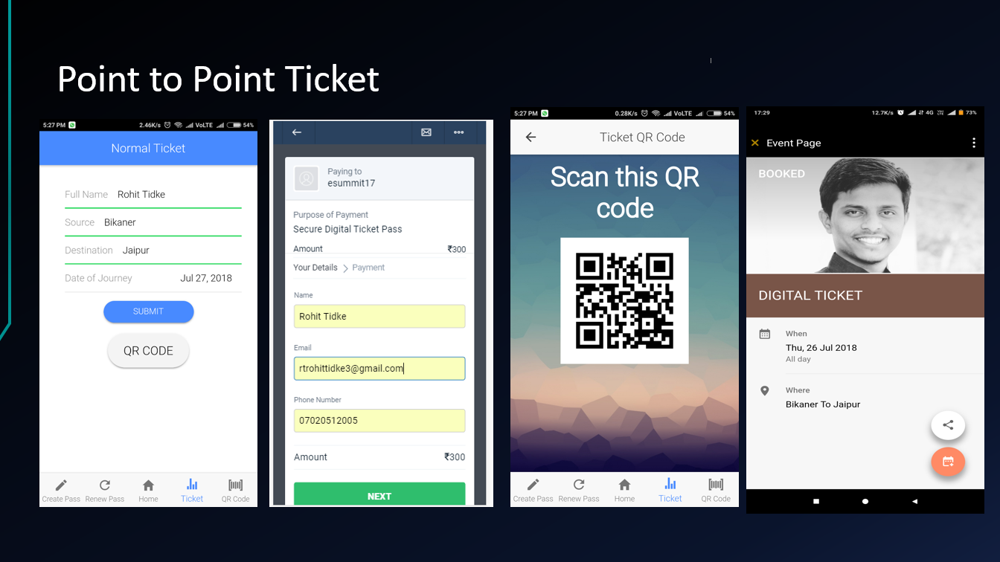 Point to Point Ticket
5:27 PM 2.46K/s VoLTE 54%
Normal Ticket
Full Name Rohit Tidke
Source Bikaner
Destination Jaipur
Date of Journey Jul 27, 2018
SUBMIT
QR CODE
Create Pass Renew Pass Home Ticket QR Code
Paying to
esummit17
Purpose of Payment
Secure Digital Ticket Pass
Amount ₹300
Your Details Payment
Name
Rohit Tidke
Email
rtrohittidke3@gmail.com
Phone Number
07020512005
Amount ₹300
NEXT
5:27 PM 0.28K/s VoLTE 54%
Ticket QR Code
Scan this QR
code
Create Pass Renew Pass Home Ticket QR Code
17:29 12.7K/s 4G 73%
Event Page
BOOKED
DIGITAL TICKET
When
Thu, 26 Jul 2018
All day
Where
Bikaner To Jaipur